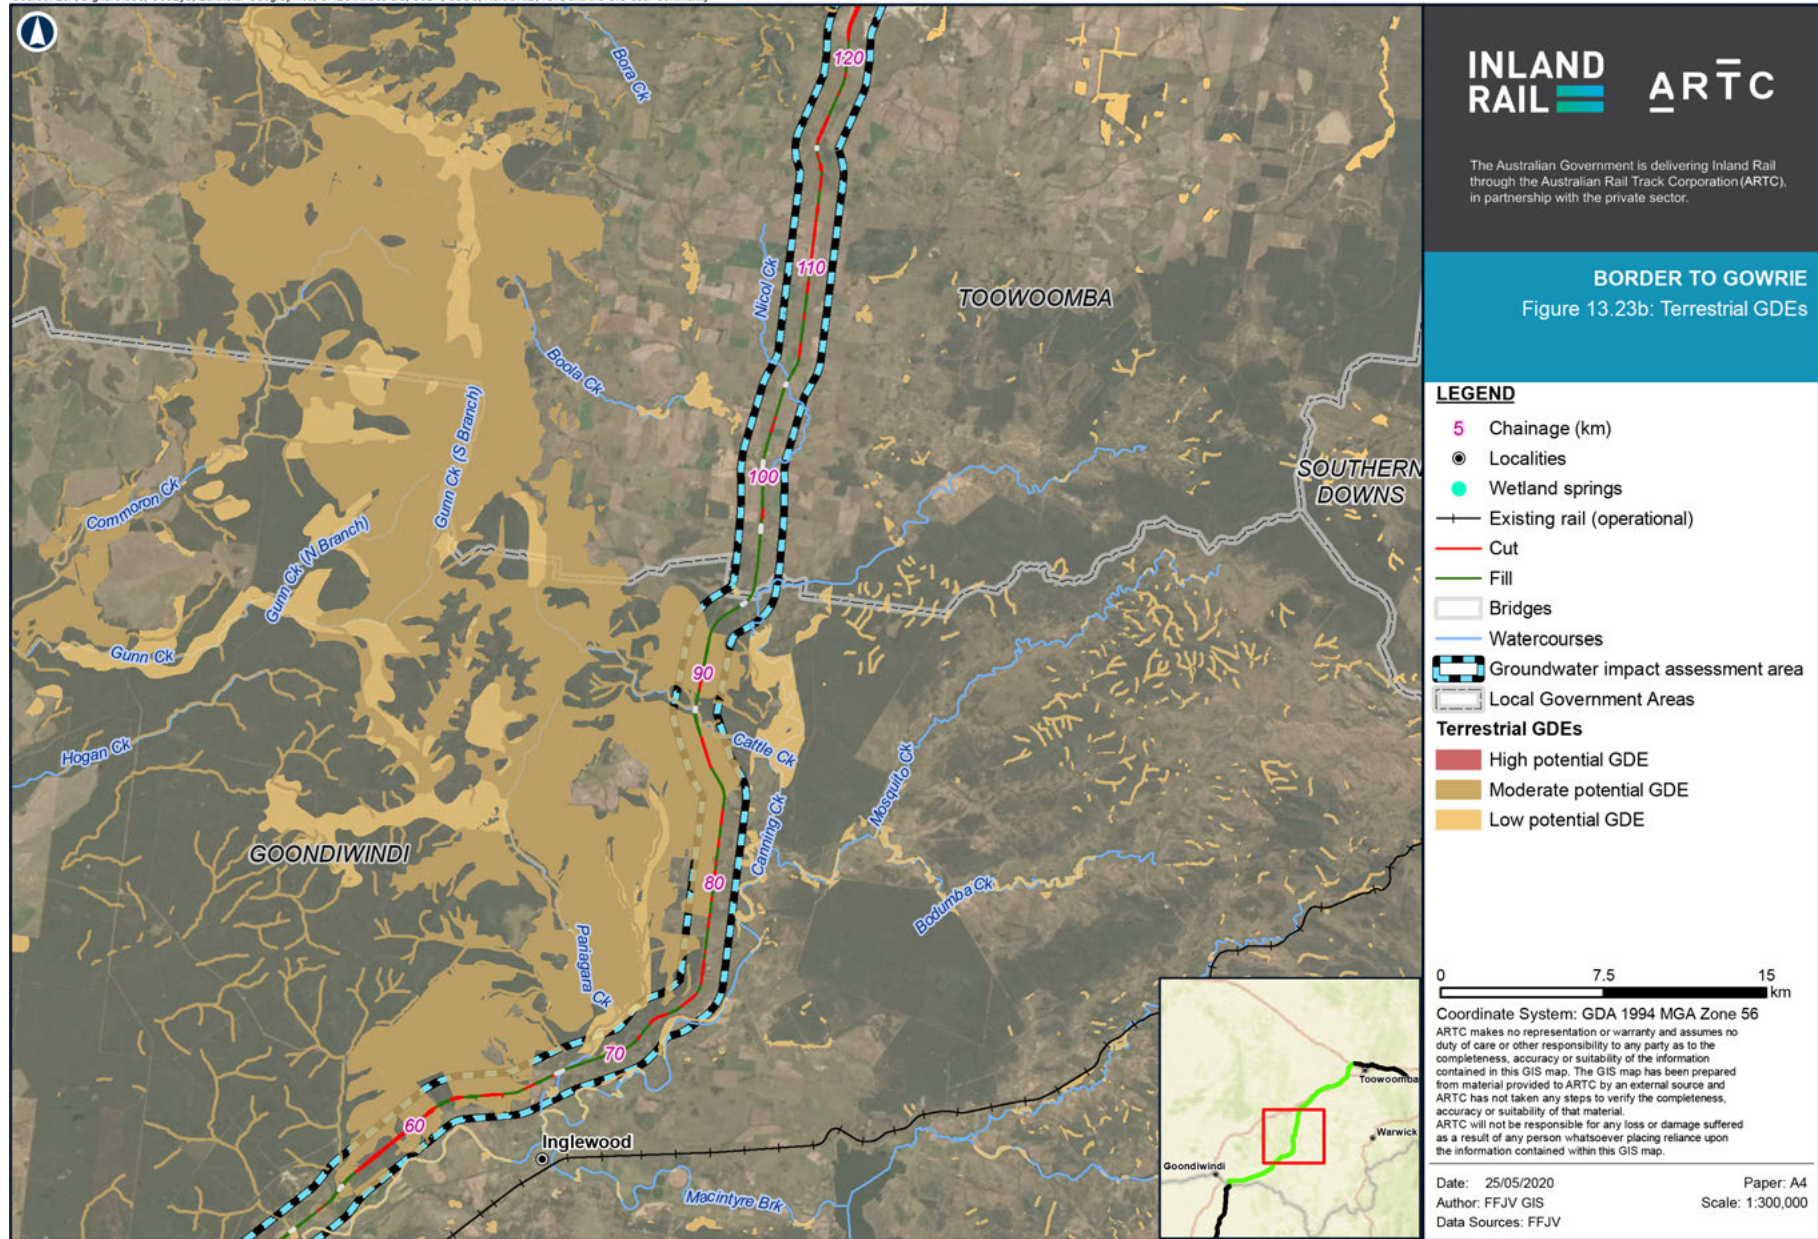 120
Bora Ck
110
Nicol Ck
TOOWOOMBA
Boola Ck
Gunn Ck (S Branch)
100
SOUTHERN
DOWNS
Commoron Ck
Gunn Ck (N Branch)
Gunn Ck
90
Hogan Ck
Cattle Ck
Mosquito Ck
Canning Ck
GOONDIWINDI
80
Bodumba Ck
Pariagara Ck
70
60
Inglewood
Macintyre Brk
Toowoomba
Warwick
Goondiwindi
INLAND
RAIL
ARTC
The Australian Government is delivering Inland Rail
through the Australian Rail Track Corporation (ARTC),
in partnership with the private sector.
BORDER TO GOWRIE
Figure 13.23b: Terrestrial GDEs
LEGEND
5 Chainage (km)
Localities
Wetland springs
Existing rail (operational)
Cut
Fill
Bridges
Watercourses
Groundwater impact assessment area
Local Government Areas
Terrestrial GDEs
High potential GDE
Moderate potential GDE
Low potential GDE
0 7.5 15
km
Coordinate System: GDA 1994 MGA Zone 56
ARTC makes no representation or warranty and assumes no
duty of care or other responsibility to any party as to the
completeness, accuracy or suitability of the information
contained in this GIS map. The GIS map has been prepared
from material provided to ARTC by an external source and
ARTC has not taken any steps to verify the completeness,
accuracy or suitability of that material.
ARTC will not be responsible for any loss or damage suffered
as a result of any person whatsoever placing reliance upon
the information contained within this GIS map.
Date: 25/05/2020 Paper: A4
Author: FFJV GIS Scale: 1:300,000
Data Sources: FFJV